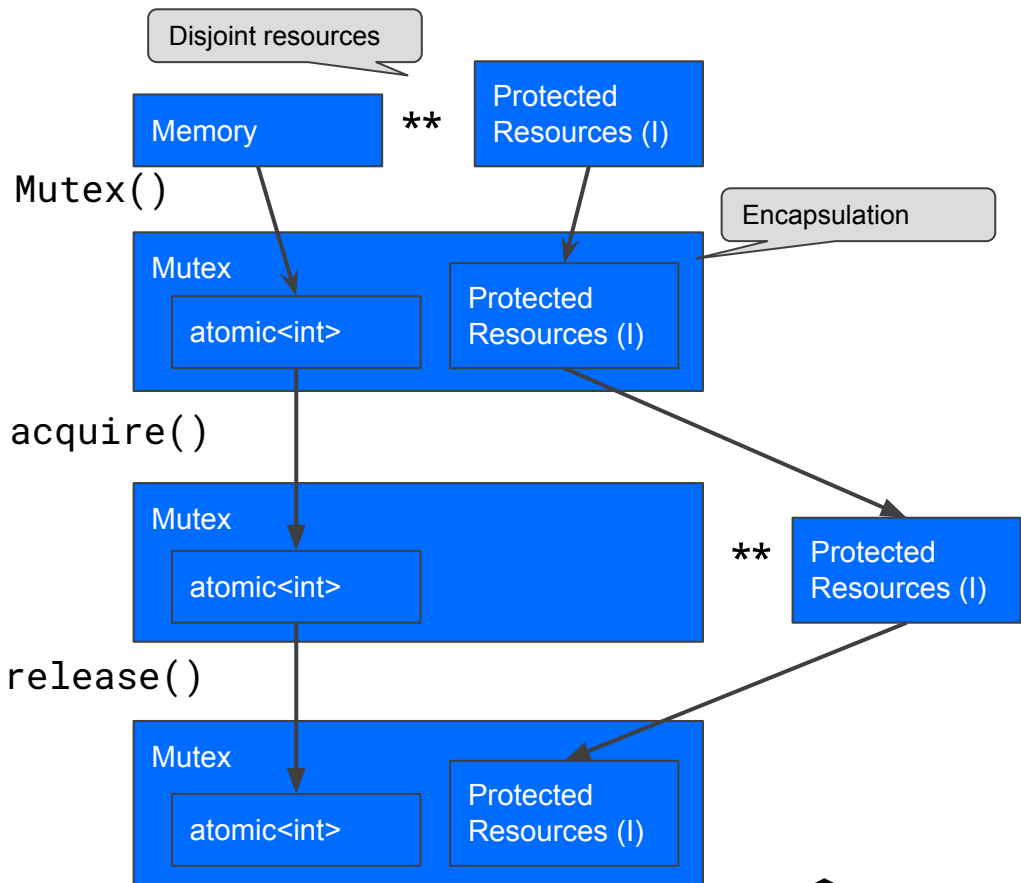 Disjoint resources
Memory
**
Protected
Resources (I)
Mutex()
Encapsulation
Mutex
atomic<int>
Protected
Resources (I)
acquire()
Mutex
atomic<int>
**
Protected
Resources (I)
release()
Mutex
atomic<int>
Protected
Resources (I)